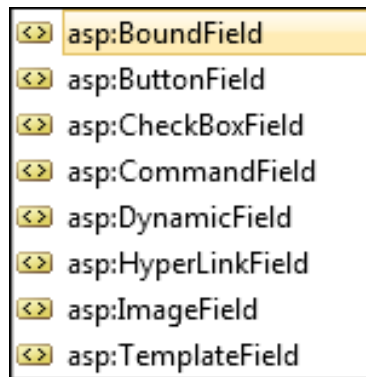 asp:BoundField
asp:ButtonField
asp:CheckBoxField
asp:CommandField
asp:DynamicField
asp:HyperLinkField
asp:ImageField
asp:TemplateField